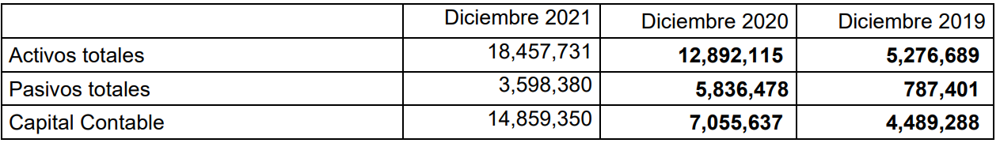 Diciembre 2021 Diciembre 2020 Diciembre 2019
Activos totales 18,457,731 12,892,115 5,276,689
Pasivos totales 3,598,380 5,836,478 787,401
Capital Contable 14,859,350 7,055,637 4,489,288